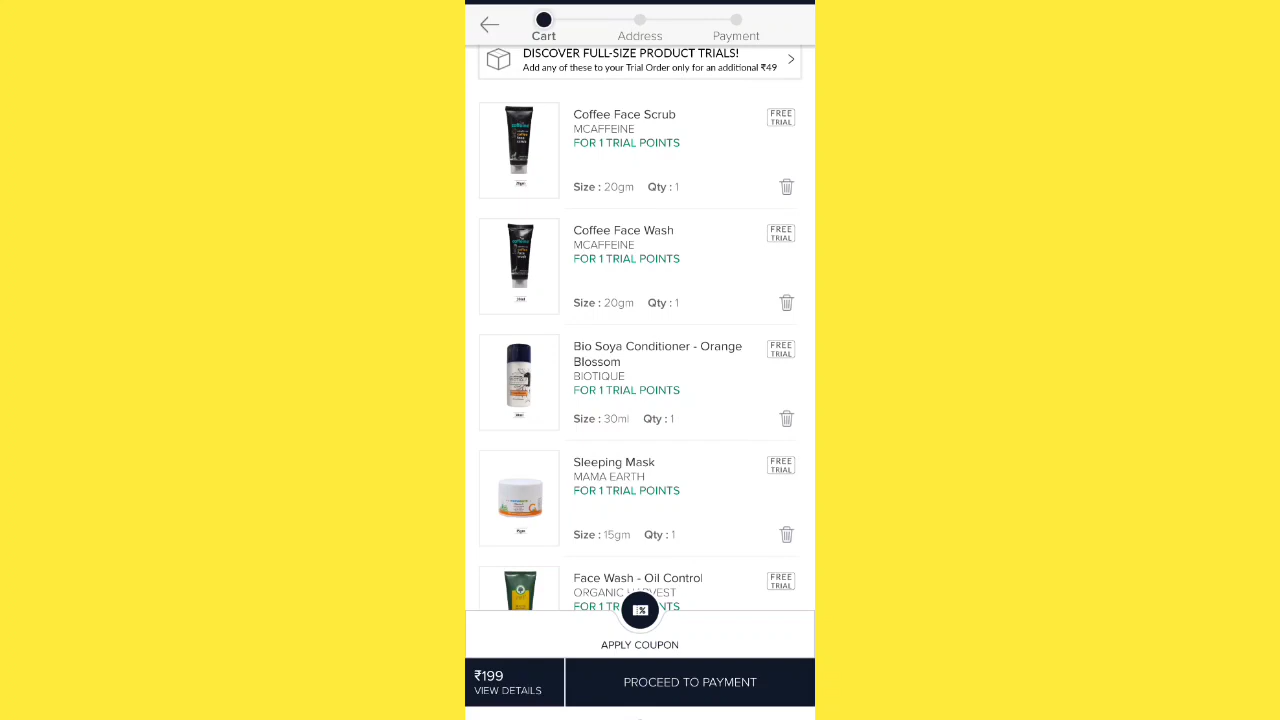 Cart Address Payment
DISCOVER FULL-SIZE PRODUCT TRIALS!
Add any of these to your Trial Order only for an additional ₹49
Coffee Face Scrub
FREE TRIAL
MCAFFEINE
FOR 1 TRIAL POINTS
Size : 20gm Qty : 1
Coffee Face Wash
FREE TRIAL
MCAFFEINE
FOR 1 TRIAL POINTS
Size : 20gm Qty : 1
Bio Soya Conditioner - Orange
Blossom
FREE TRIAL
BIOTIQUE
FOR 1 TRIAL POINTS
Size : 30ml Qty : 1
Sleeping Mask
FREE TRIAL
MAMA EARTH
FOR 1 TRIAL POINTS
Size : 15gm Qty : 1
Face Wash - Oil Control
FREE TRIAL
ORGANIC
FOR 1
APPLY COUPON
₹199
VIEW DETAILS
PROCEED TO PAYMENT